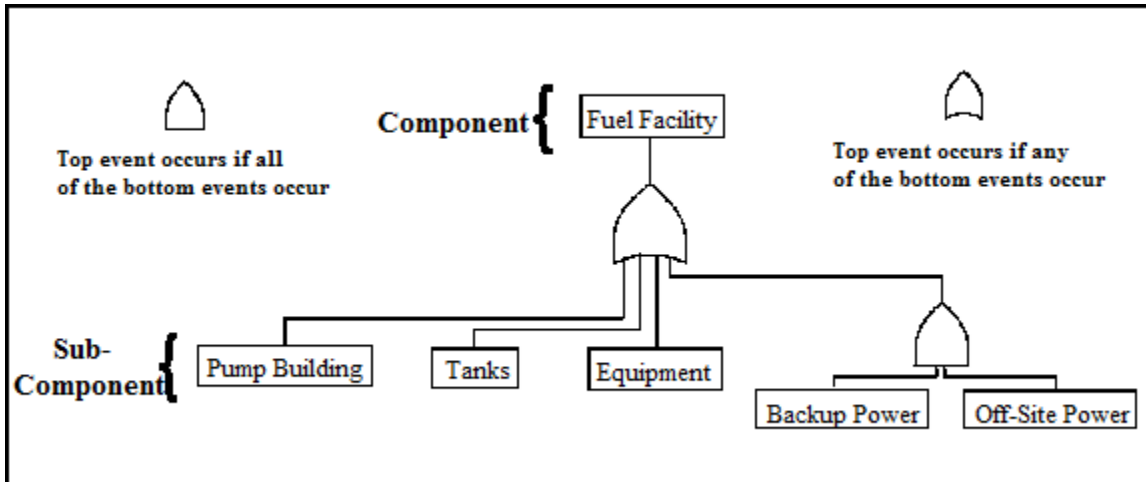 Component
Fuel Facility
Top event occurs if all
of the bottom events occur
Top event occurs if any
of the bottom events occur
Sub-
Component
Pump Building
Tanks
Equipment
Backup Power
Off-Site Power